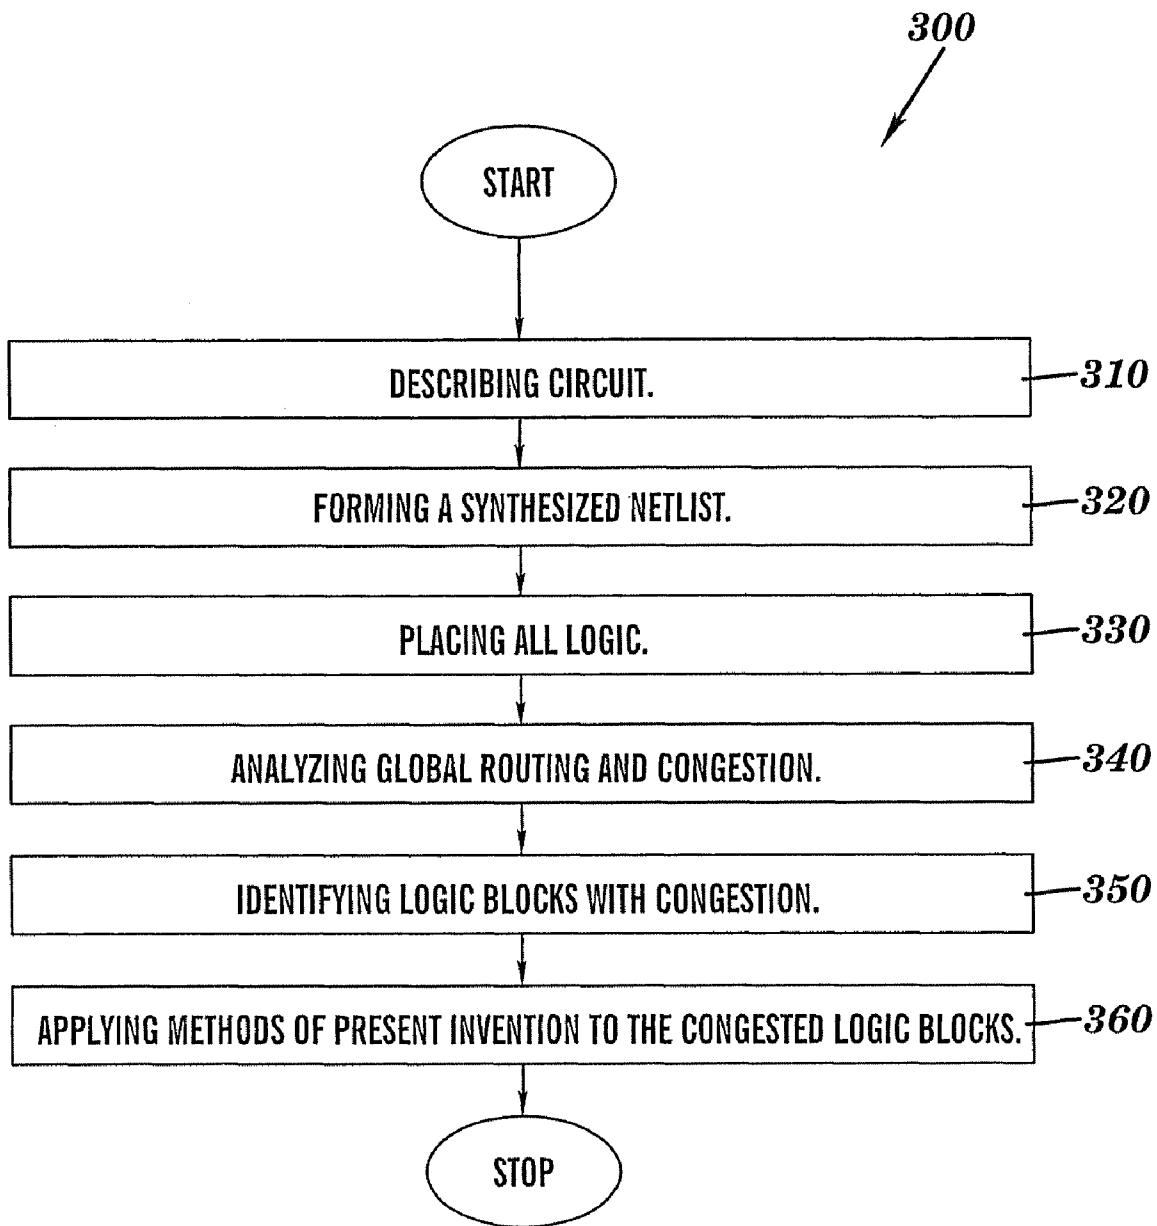 300
START
DESCRIBING CIRCUIT.
310
FORMING A SYNTHESIZED NETLIST.
320
PLACING ALL LOGIC.
330
ANALYZING GLOBAL ROUTING AND CONGESTION.
340
IDENTIFYING LOGIC BLOCKS WITH CONGESTION.
350
APPLYING METHODS OF PRESENT INVENTION TO THE CONGESTED LOGIC BLOCKS.
360
STOP